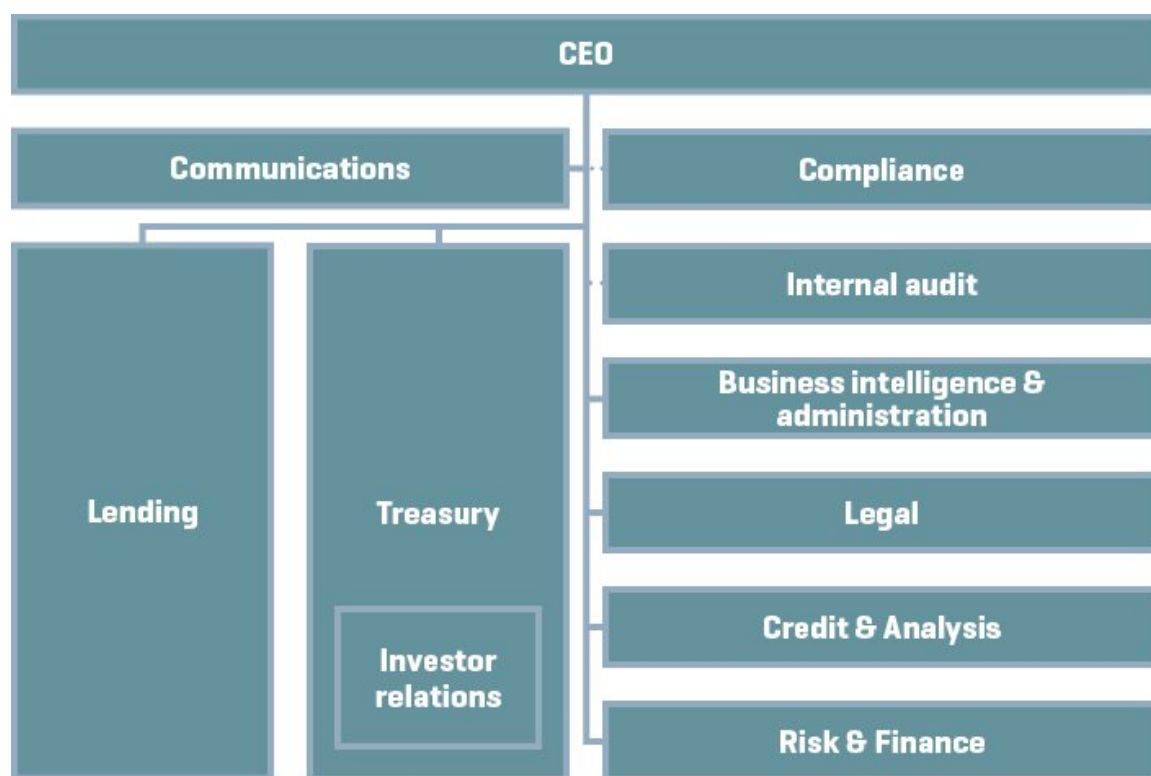 CEO
Communications
Compliance
Internal audit
Business intelligence &
administration
Lending
Treasury
Legal
Credit & Analysis
Investor
relations
Risk & Finance